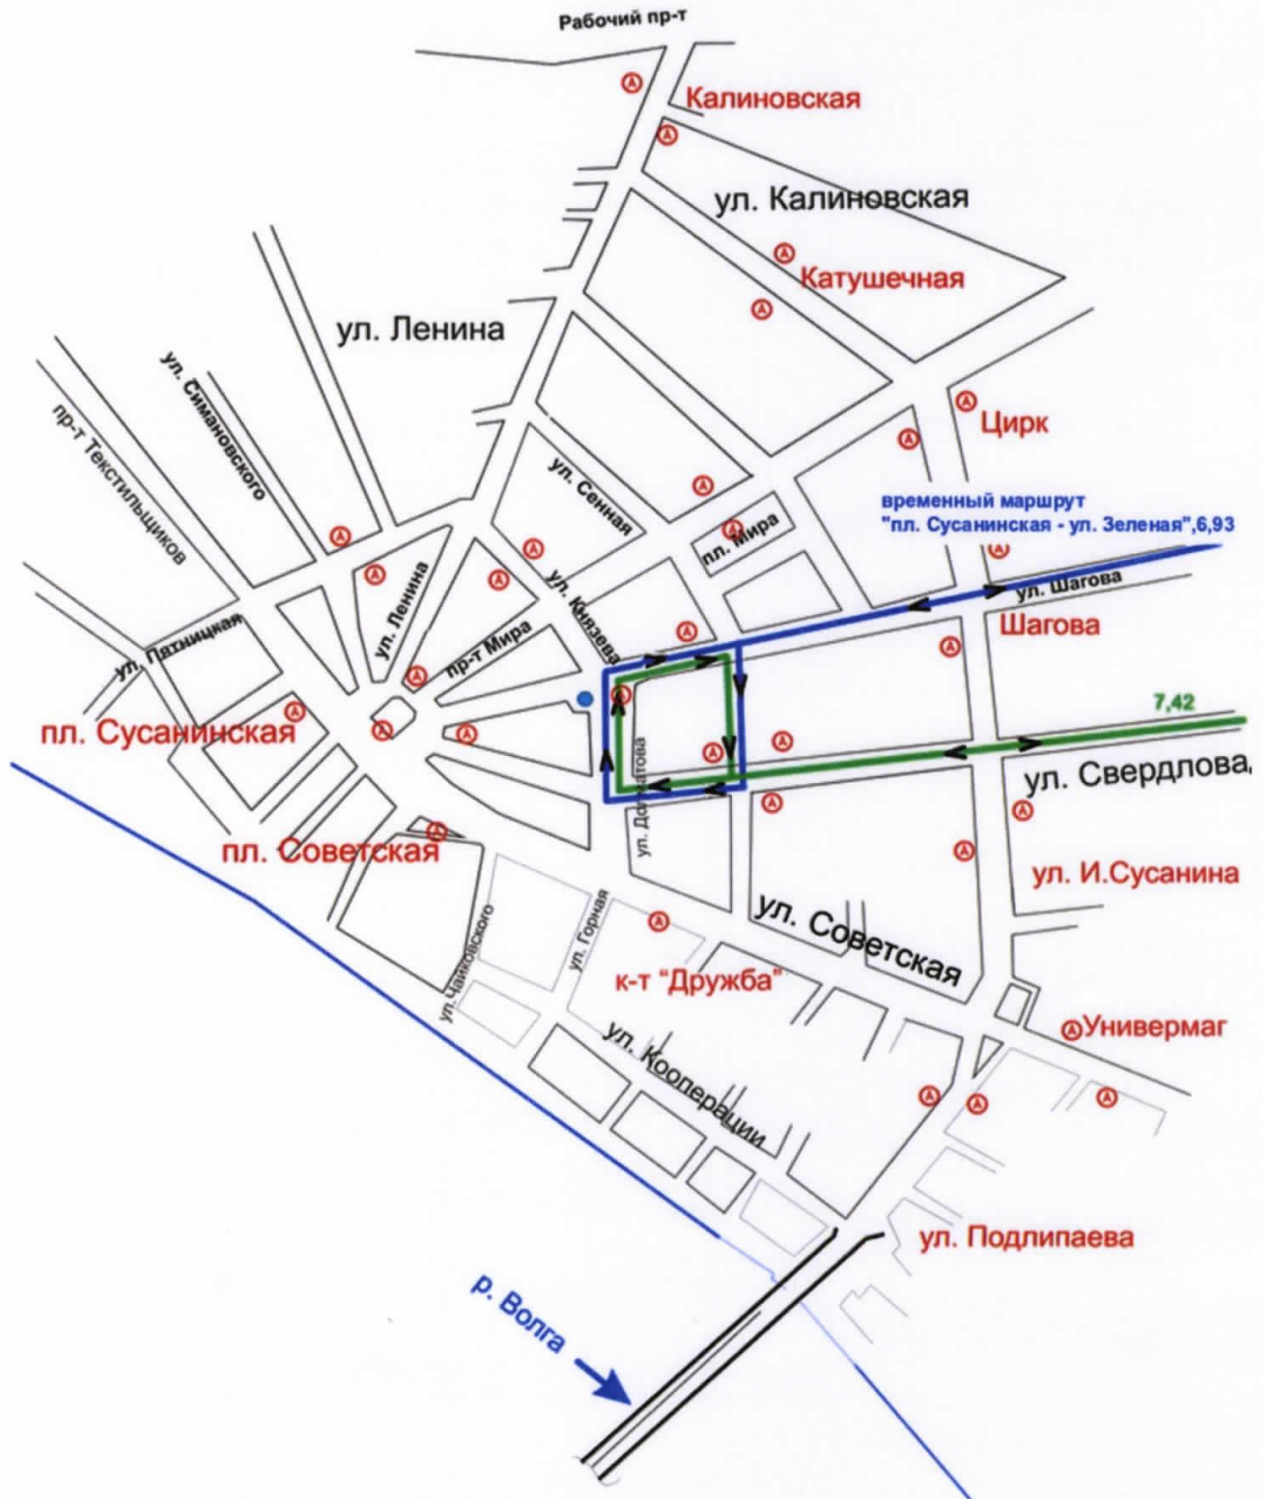 Рабочий пр-т
Калиновская
ул. Калиновская
Катушечная
ул. Ленина
ул. Симановского
пр-т Текстильщиков
Цирк
ул. Сенная
временный маршрут
"пл. Сусанинская - ул. Зеленая",6,93
пл. Мира
ул. Шагова
ул. Князева
ул. Ленина
Шагова
ул. Пятницкая
пр-т Мира
7,42
пл. Сусанинская
ул. Свердлова
ул. Долматова
пл. Советская
ул. И.Сусанина
ул. Советская
ул. Горная
ул. Чайковского
к-т "Дружба"
Универмаг
ул. Кооперации
ул. Подлипаева
р. Волга